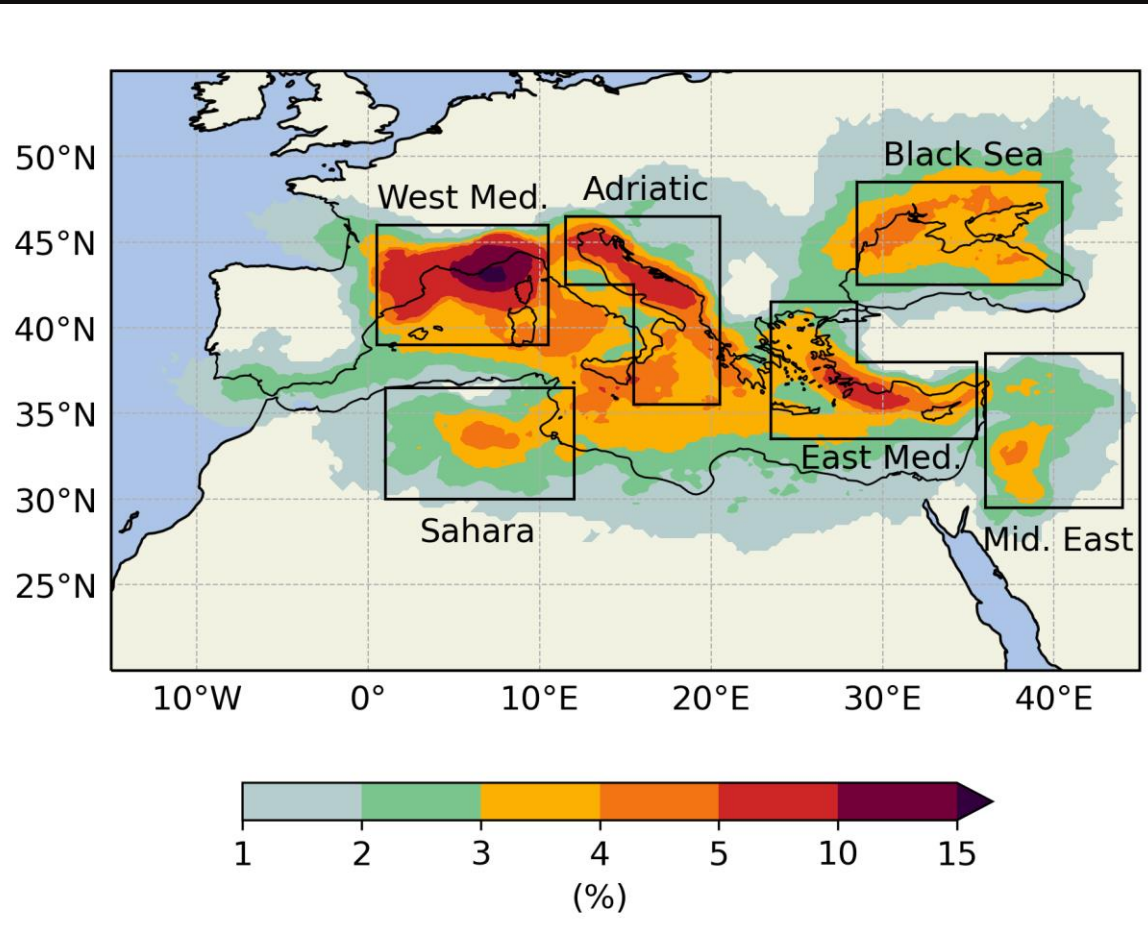 50°N
45°N
40°N
35°N
30°N
25°N
Black Sea
West Med.
Adriatic
East Med.
Sahara
Mid. East
10°W 0° 10°E 20°E 30°E 40°E
1 2 3 4 5 10 15
(%)